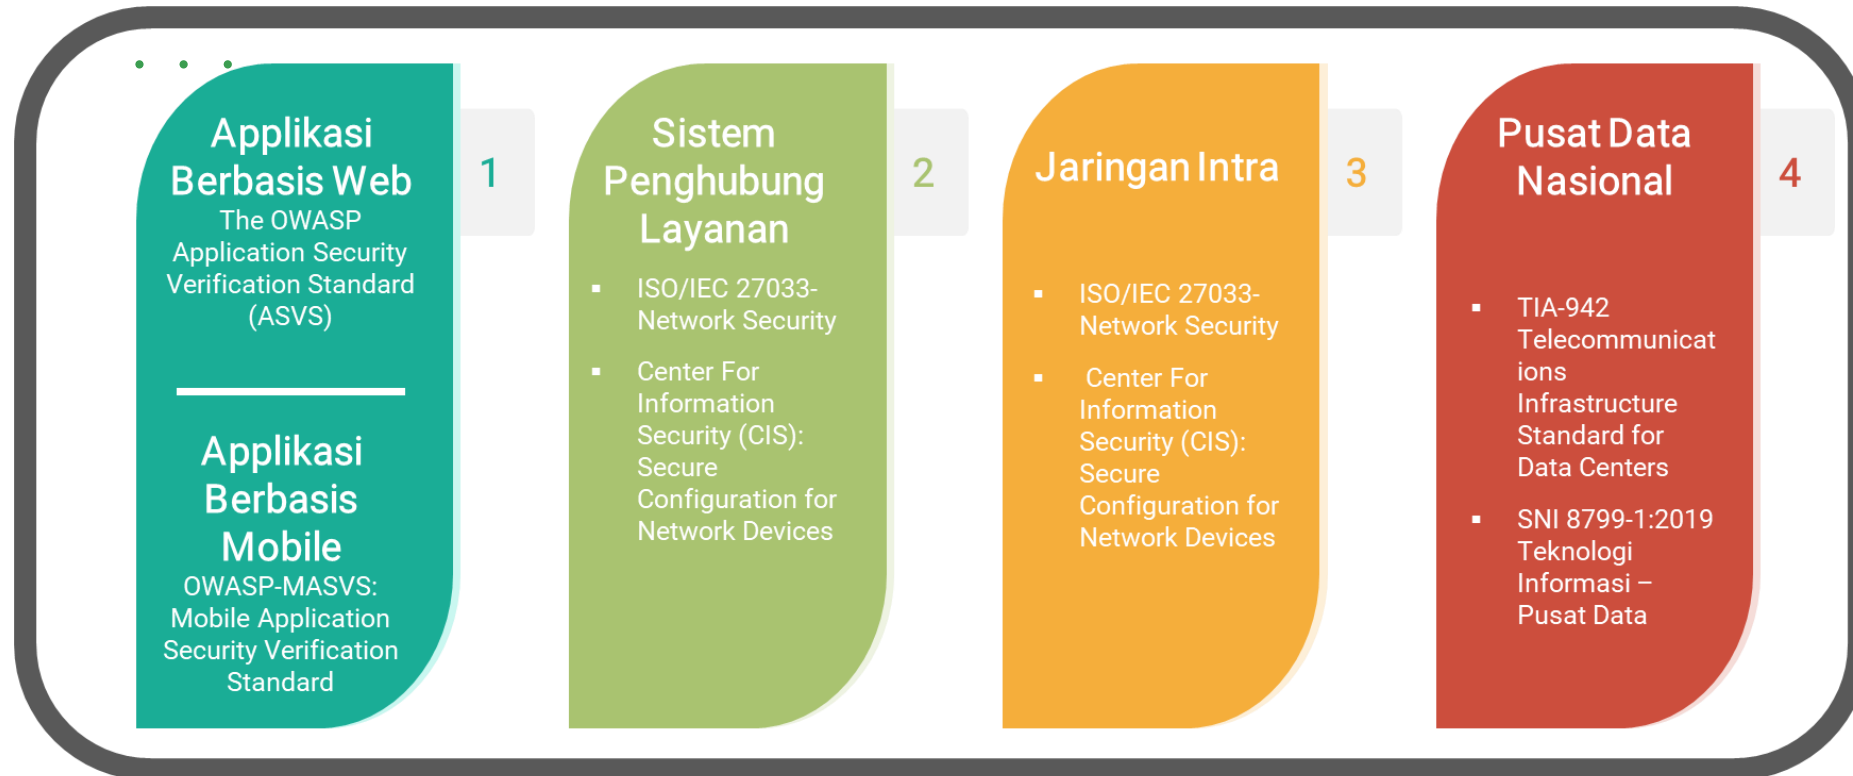 Applikasi
Berbasis Web
The OWASP
Application Security
Verification Standard
(ASVS)
Applikasi
Berbasis
Mobile
OWASP-MASVS:
Mobile Application
Security Verification
Standard
1
Sistem
Penghubung
Layanan
▪ ISO/IEC 27033-
Network Security
▪ Center For
Information
Security (CIS):
Secure
Configuration for
Network Devices
2
Jaringan Intra
▪ ISO/IEC 27033-
Network Security
▪ Center For
Information
Security (CIS):
Secure
Configuration for
Network Devices
3
Pusat Data
Nasional
▪ TIA-942
Telecommunicat
ions
Infrastructure
Standard for
Data Centers
▪ SNI 8799-1:2019
Teknologi
Informasi –
Pusat Data
4